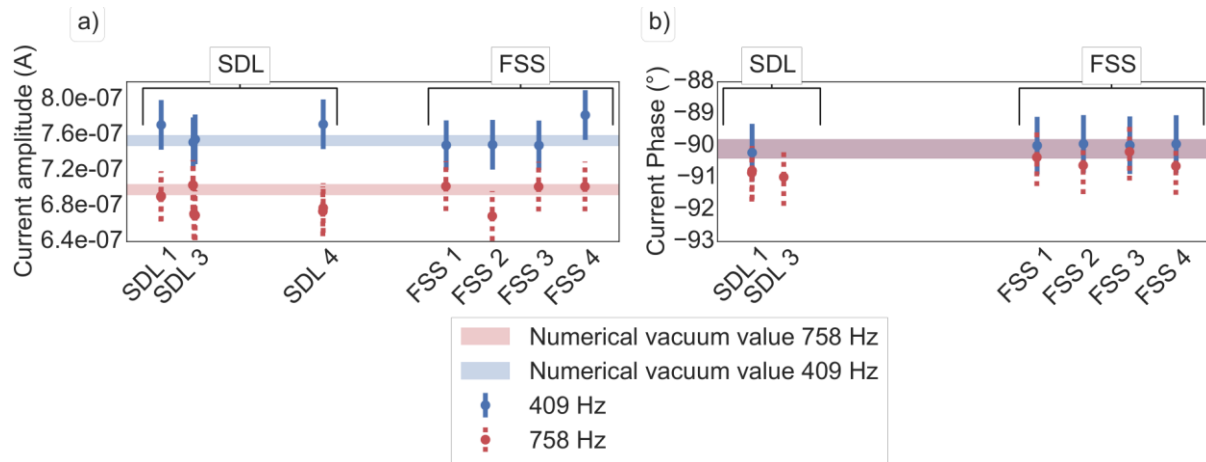 a)
SDL
FSS
Current amplitude (A)
8.0e-07
7.6e-07
7.2e-07
6.8e-07
6.4e-07
SDL 1
SDL 3
SDL 4
FSS 1
FSS 2
FSS 3
FSS 4
b)
SDL
FSS
Current Phase (°)
−88
−89
−90
−91
−92
−93
SDL 1
SDL 3
FSS 1
FSS 2
FSS 3
FSS 4
Numerical vacuum value 758 Hz
Numerical vacuum value 409 Hz
409 Hz
758 Hz